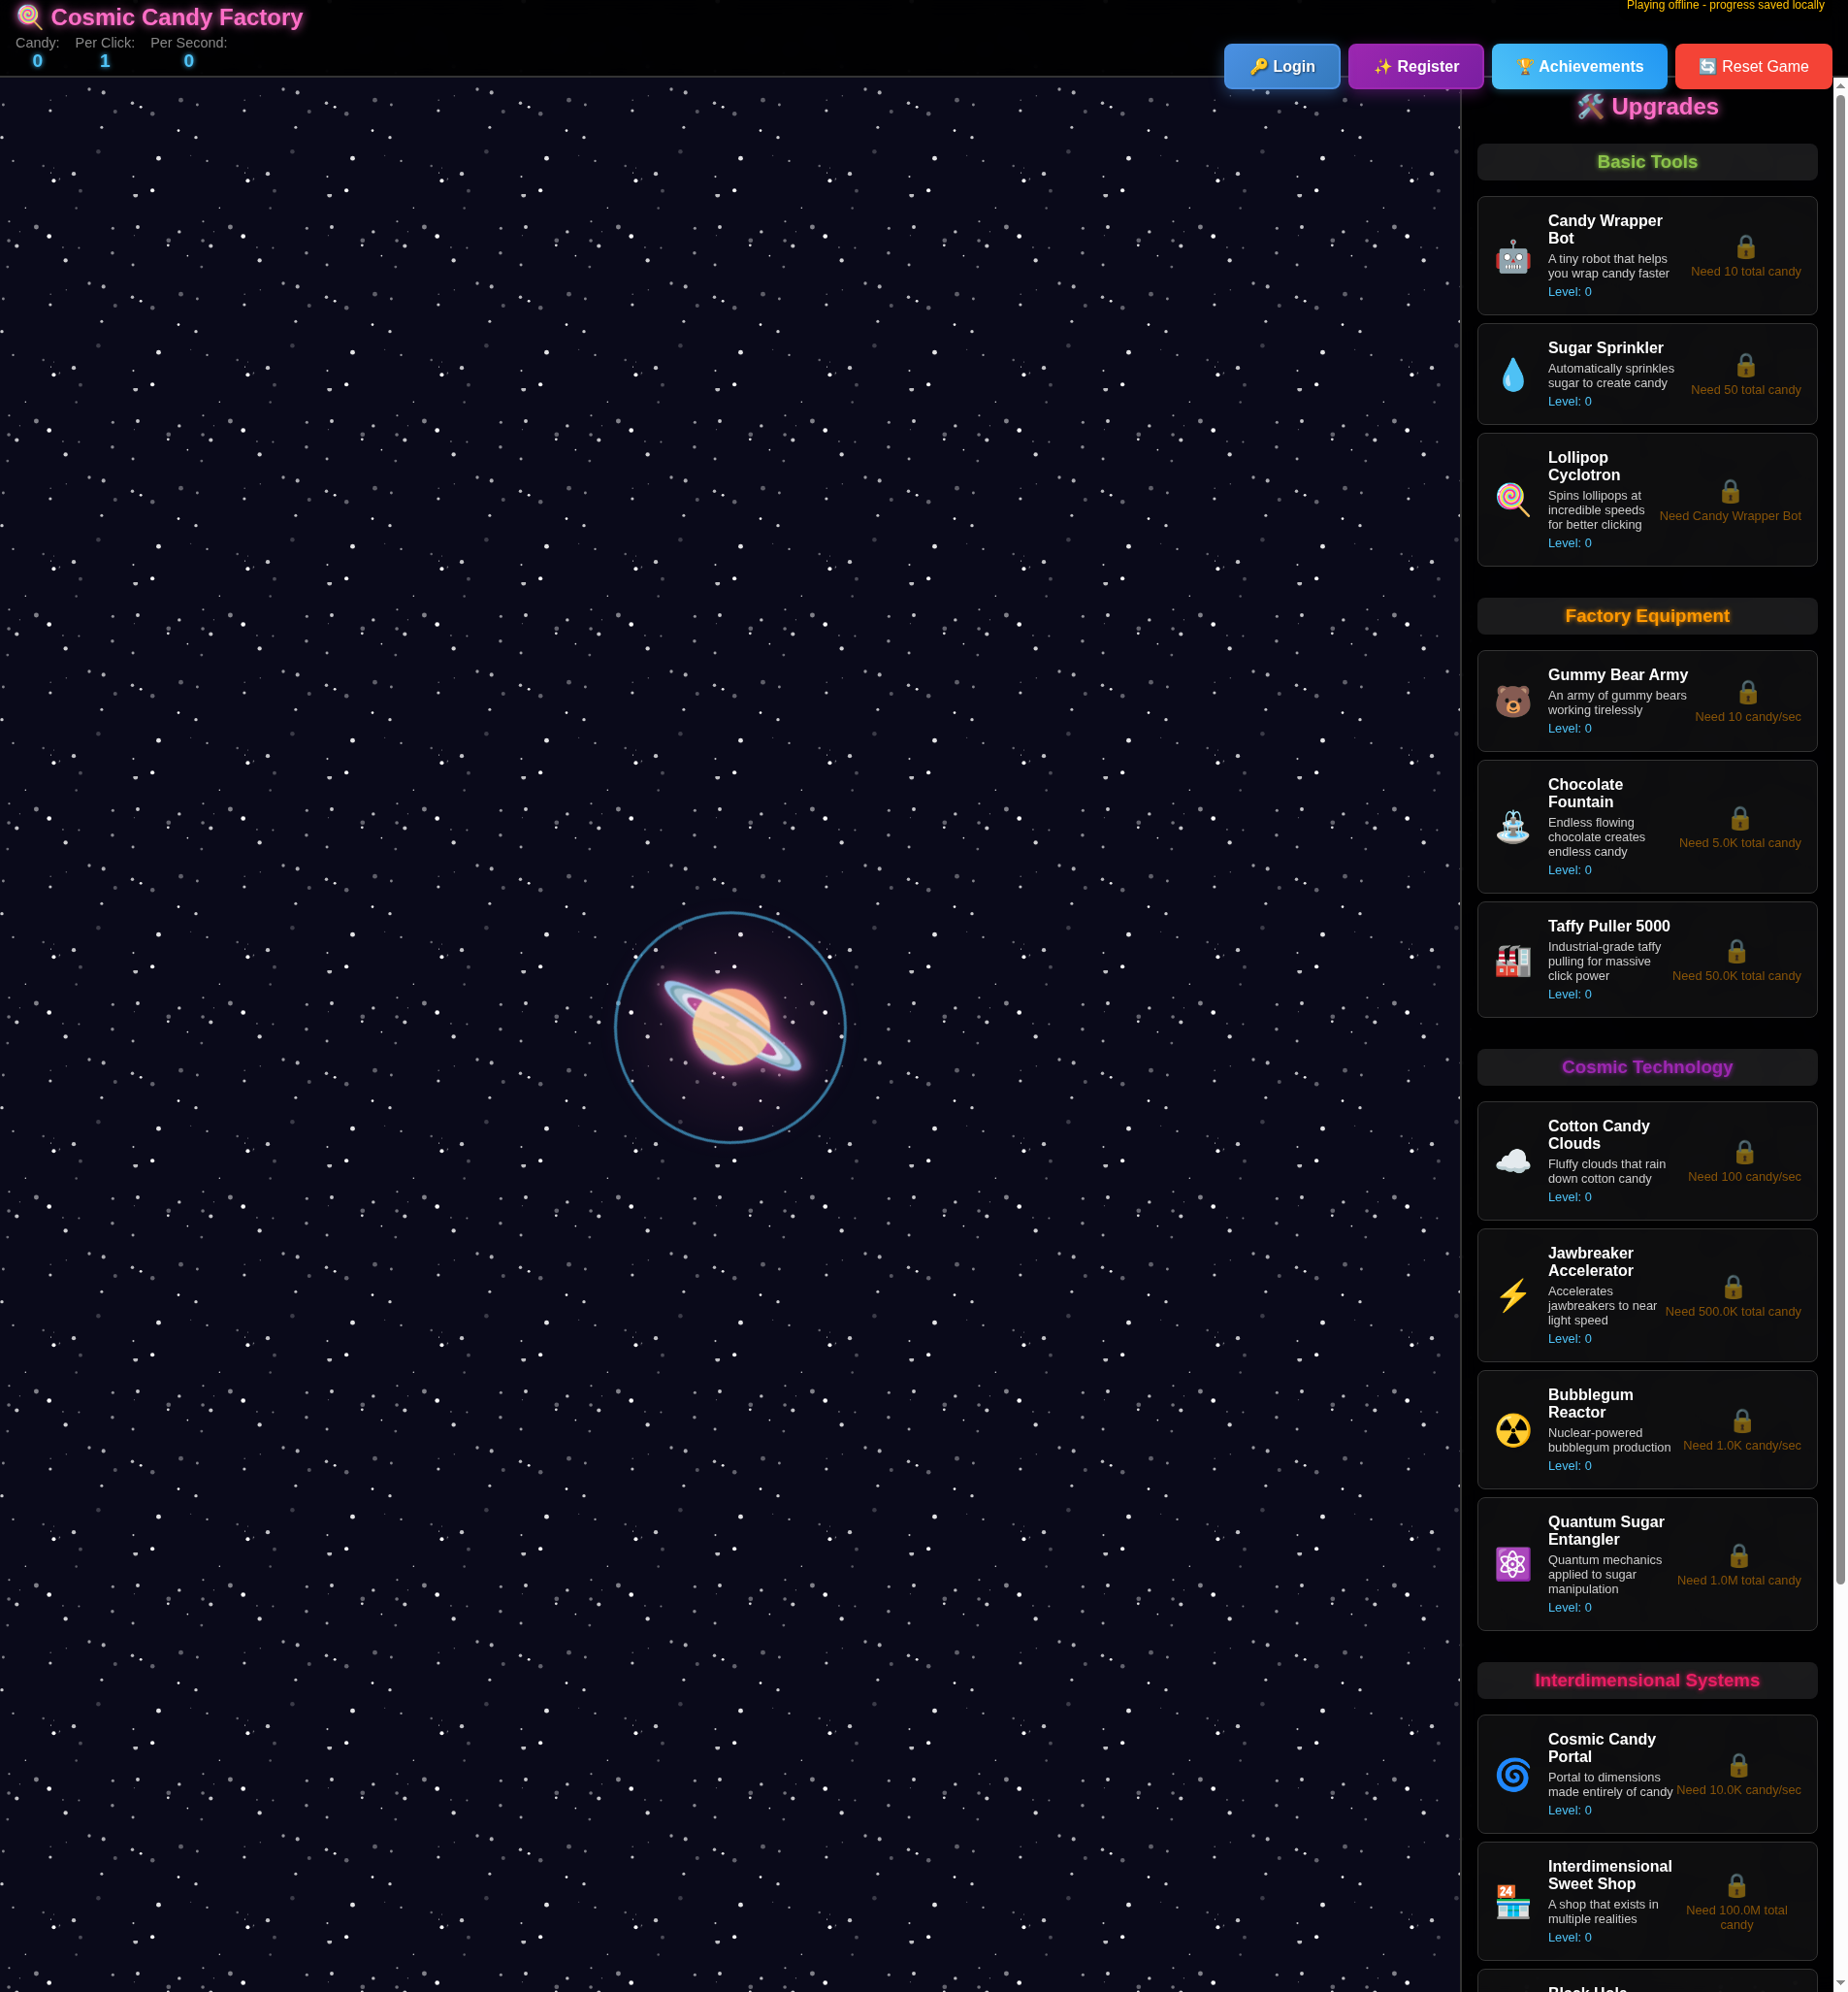 Cosmic Candy Factory
Playing offline - progress saved locally
Candy: Per Click: Per Second:
0 1 0
Login
Register
Achievements
Reset Game
Upgrades
Basic Tools
Candy Wrapper
Bot
A tiny robot that helps
you wrap candy faster
Level: 0
Need 10 total candy
Sugar Sprinkler
Automatically sprinkles
sugar to create candy
Level: 0
Need 50 total candy
Lollipop
Cyclotron
Spins lollipops at
incredible speeds
for better clicking
Level: 0
Need Candy Wrapper Bot
Factory Equipment
Gummy Bear Army
An army of gummy bears
working tirelessly
Level: 0
Need 10 candy/sec
Chocolate
Fountain
Endless flowing
chocolate creates
endless candy
Level: 0
Need 5.0K total candy
Taffy Puller 5000
Industrial-grade taffy
pulling for massive
click power
Level: 0
Need 50.0K total candy
Cosmic Technology
Cotton Candy
Clouds
Fluffy clouds that rain
down cotton candy
Level: 0
Need 100 candy/sec
Jawbreaker
Accelerator
Accelerates
jawbreakers to near
light speed
Level: 0
Need 500.0K total candy
Bubblegum
Reactor
Nuclear-powered
bubblegum production
Level: 0
Need 1.0K candy/sec
Quantum Sugar
Entangler
Quantum mechanics
applied to sugar
manipulation
Level: 0
Need 1.0M total candy
Interdimensional Systems
Cosmic Candy
Portal
Portal to dimensions
made entirely of candy
Level: 0
Need 10.0K candy/sec
24
Interdimensional
Sweet Shop
A shop that exists in
multiple realities
Level: 0
Need 100.0M total
candy
Black Hole